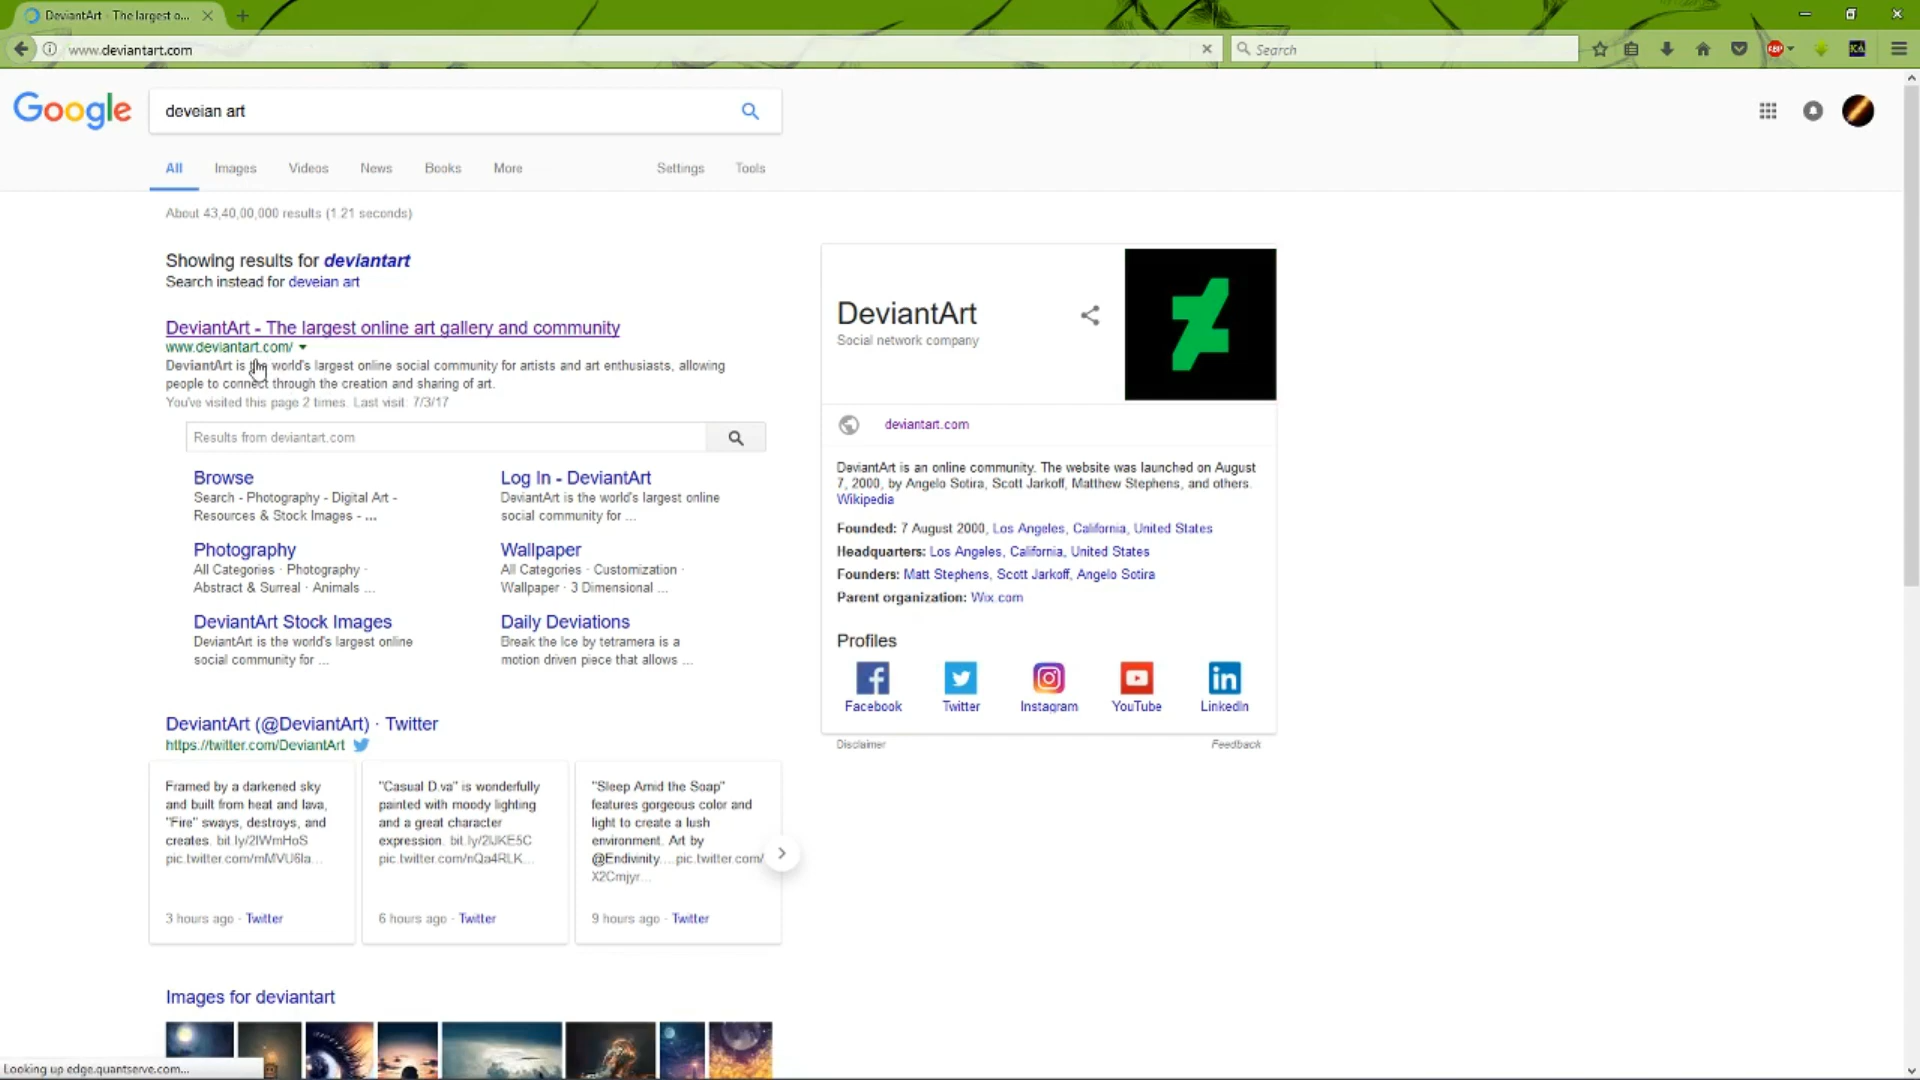 DeviantArt - The largest o...
www.deviantart.com
Search
ABP
Google
deveian art
All Images Videos News Books More Settings Tools
About 43,40,00,000 results (1.21 seconds)
Showing results for deviantart
Search instead for deveian art
DeviantArt - The largest online art gallery and community
www.deviantart.com/
DeviantArt is the world's largest online social community for artists and art enthusiasts, allowing
people to connect through the creation and sharing of art.
You've visited this page 2 times. Last visit: 7/3/17
Results from deviantart.com
Browse
Search - Photography - Digital Art -
Resources & Stock Images - ...
Log In - DeviantArt
DeviantArt is the world's largest online
social community for ...
Photography
All Categories · Photography ·
Abstract & Surreal · Animals ...
Wallpaper
All Categories · Customization ·
Wallpaper · 3 Dimensional ...
DeviantArt Stock Images
DeviantArt is the world's largest online
social community for ...
Daily Deviations
Break the Ice by tetramera is a
motion driven piece that allows ...
DeviantArt (@DeviantArt) · Twitter
https://twitter.com/DeviantArt
Framed by a darkened sky
and built from heat and lava,
"Fire" sways, destroys, and
creates. bit.ly/2lWmHoS
pic.twitter.com/mMVU6la...
3 hours ago · Twitter
"Casual D.va" is wonderfully
painted with moody lighting
and a great character
expression. bit.ly/2lJKE5C
pic.twitter.com/nQa4RLK...
6 hours ago · Twitter
"Sleep Amid the Soap"
features gorgeous color and
light to create a lush
environment. Art by
@Endivinity....pic.twitter.com/
X2Cmjyr...
9 hours ago · Twitter
Images for deviantart
DeviantArt
Social network company
deviantart.com
DeviantArt is an online community. The website was launched on August
7, 2000, by Angelo Sotira, Scott Jarkoff, Matthew Stephens, and others.
Wikipedia
Founded: 7 August 2000, Los Angeles, California, United States
Headquarters: Los Angeles, California, United States
Founders: Matt Stephens, Scott Jarkoff, Angelo Sotira
Parent organization: Wix.com
Profiles
Facebook Twitter Instagram YouTube LinkedIn
Disclaimer Feedback
Looking up edge.quantserve.com...